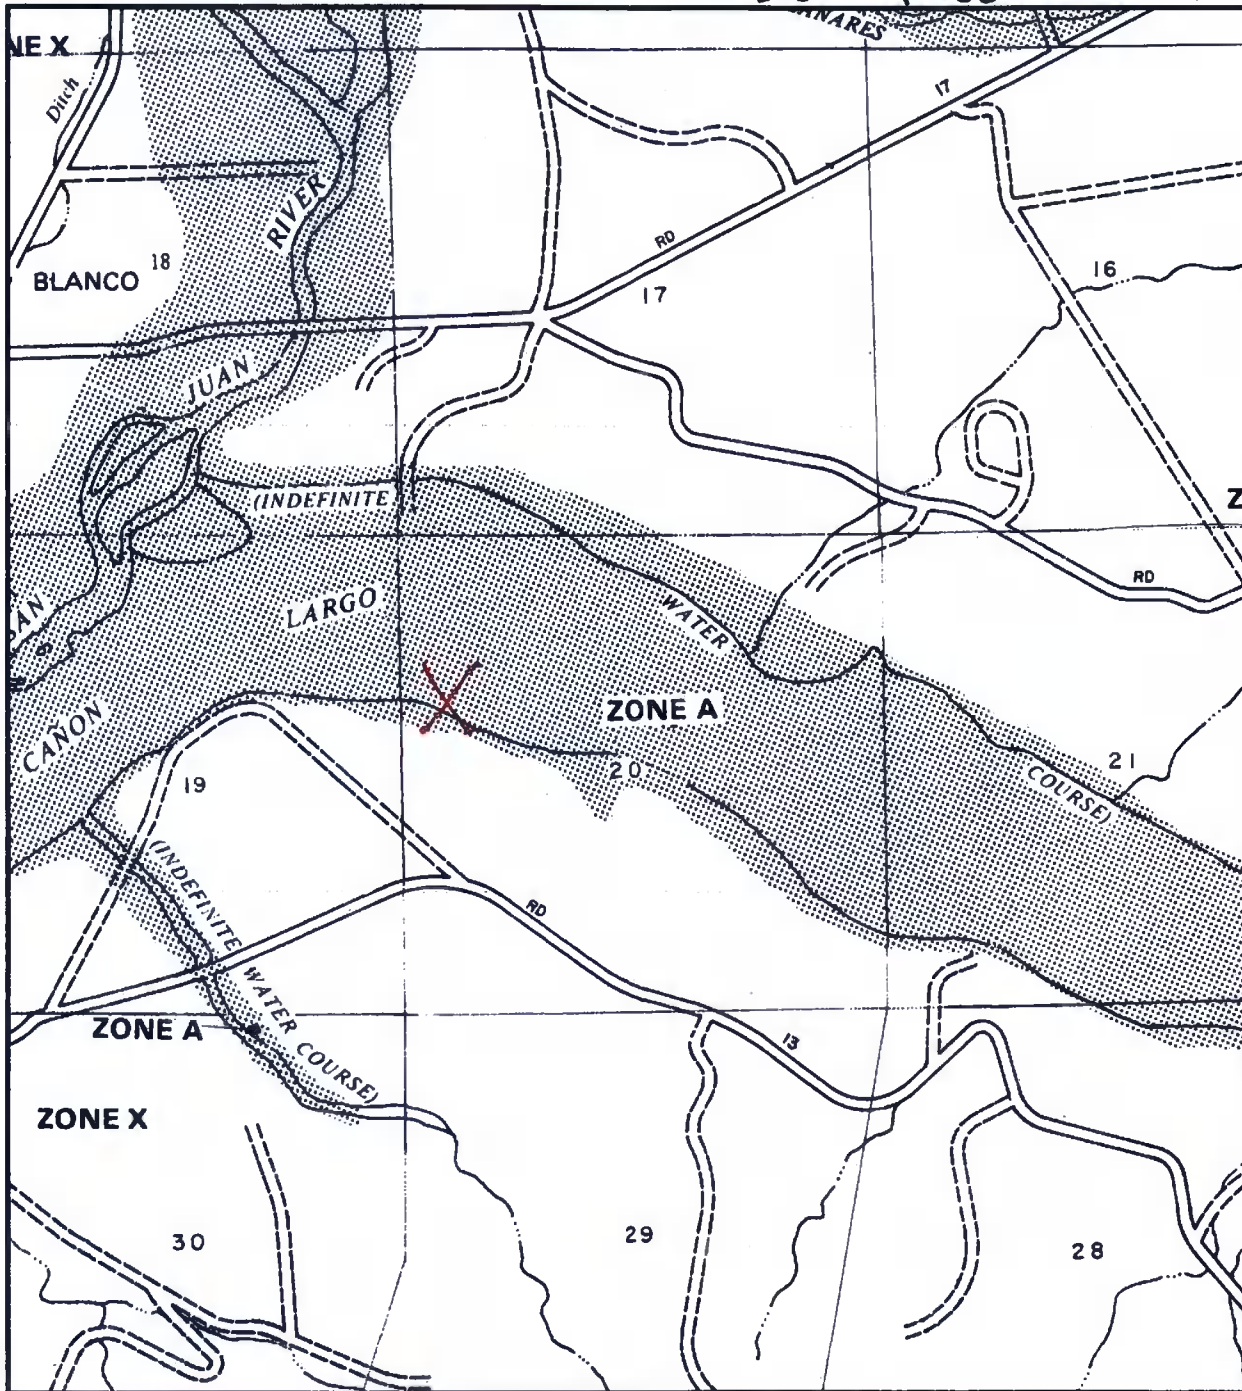 NE X
Ditch
17
RIVER
RD
BLANCO
18
17
16
JUAN
(INDEFINITE
LARGO
RD
WATER
CAÑON
ZONE A
19
20
21
COURSE)
(INDEFINITE WATER COURSE)
RD
ZONE A
13
ZONE X
30
29
28